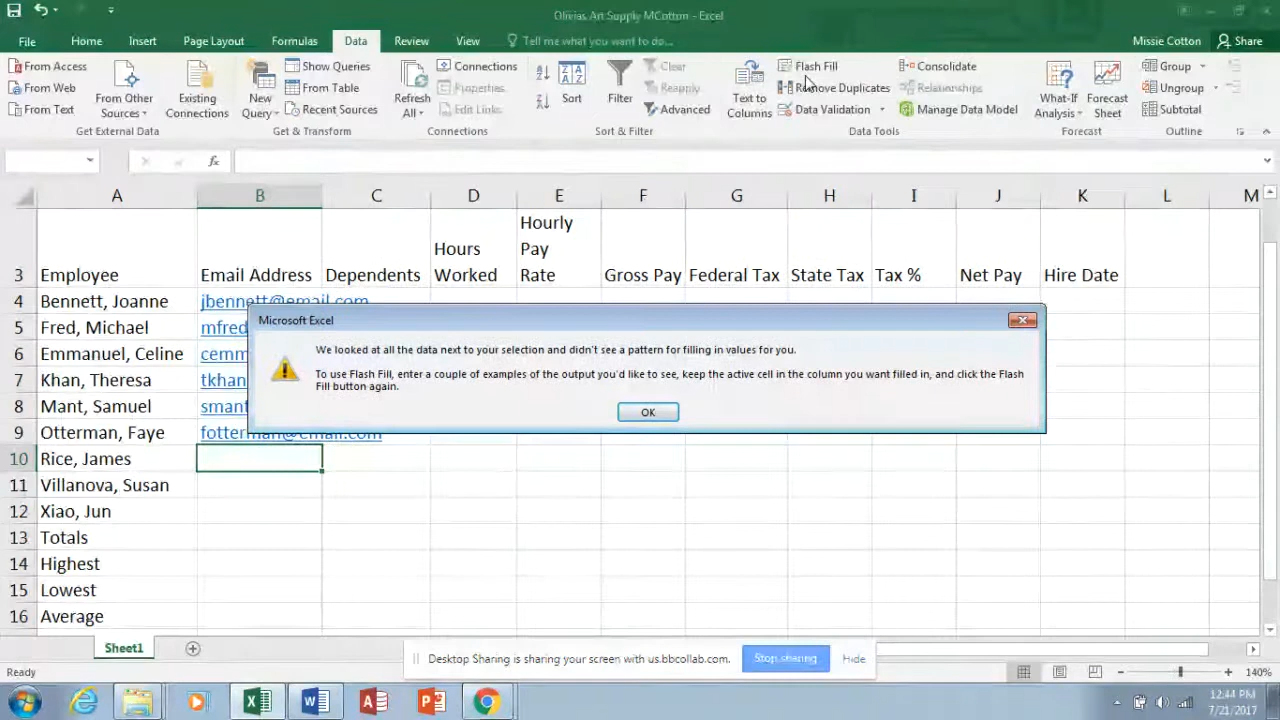 Olivias Art Supply MCotton - Excel
File Home Insert Page Layout Formulas Data Review View Tell me what you want to do... Missie Cotton Share
From Access
From Web
From Text
From Other Sources
Existing Connections
Get External Data
New Query
Show Queries
From Table
Recent Sources
Get & Transform
Refresh All
Connections
Properties
Edit Links
Connections
Sort
Filter
Clear
Reapply
Advanced
Sort & Filter
Text to Columns
Flash Fill
Remove Duplicates
Data Validation
Consolidate
Relationships
Manage Data Model
Data Tools
What-If Analysis
Forecast Sheet
Forecast
Group
Ungroup
Subtotal
Outline
fx
A B C D E F G H I J K L M
3 Employee Email Address Dependents Hours Worked Hourly Pay Rate Gross Pay Federal Tax State Tax Tax % Net Pay Hire Date
4 Bennett, Joanne jbennett@email.com
5 Fred, Michael mfred
6 Emmanuel, Celine cemm
7 Khan, Theresa tkhan
8 Mant, Samuel smant
9 Otterman, Faye fotterman@email.com
10 Rice, James
11 Villanova, Susan
12 Xiao, Jun
13 Totals
14 Highest
15 Lowest
16 Average
Microsoft Excel
We looked at all the data next to your selection and didn't see a pattern for filling in values for you.
To use Flash Fill, enter a couple of examples of the output you'd like to see, keep the active cell in the column you want filled in, and click the Flash
Fill button again.
OK
Sheet1
Desktop Sharing is sharing your screen with us.bbcollab.com. Stop sharing Hide
Ready
140%
12:44 PM
7/21/2017